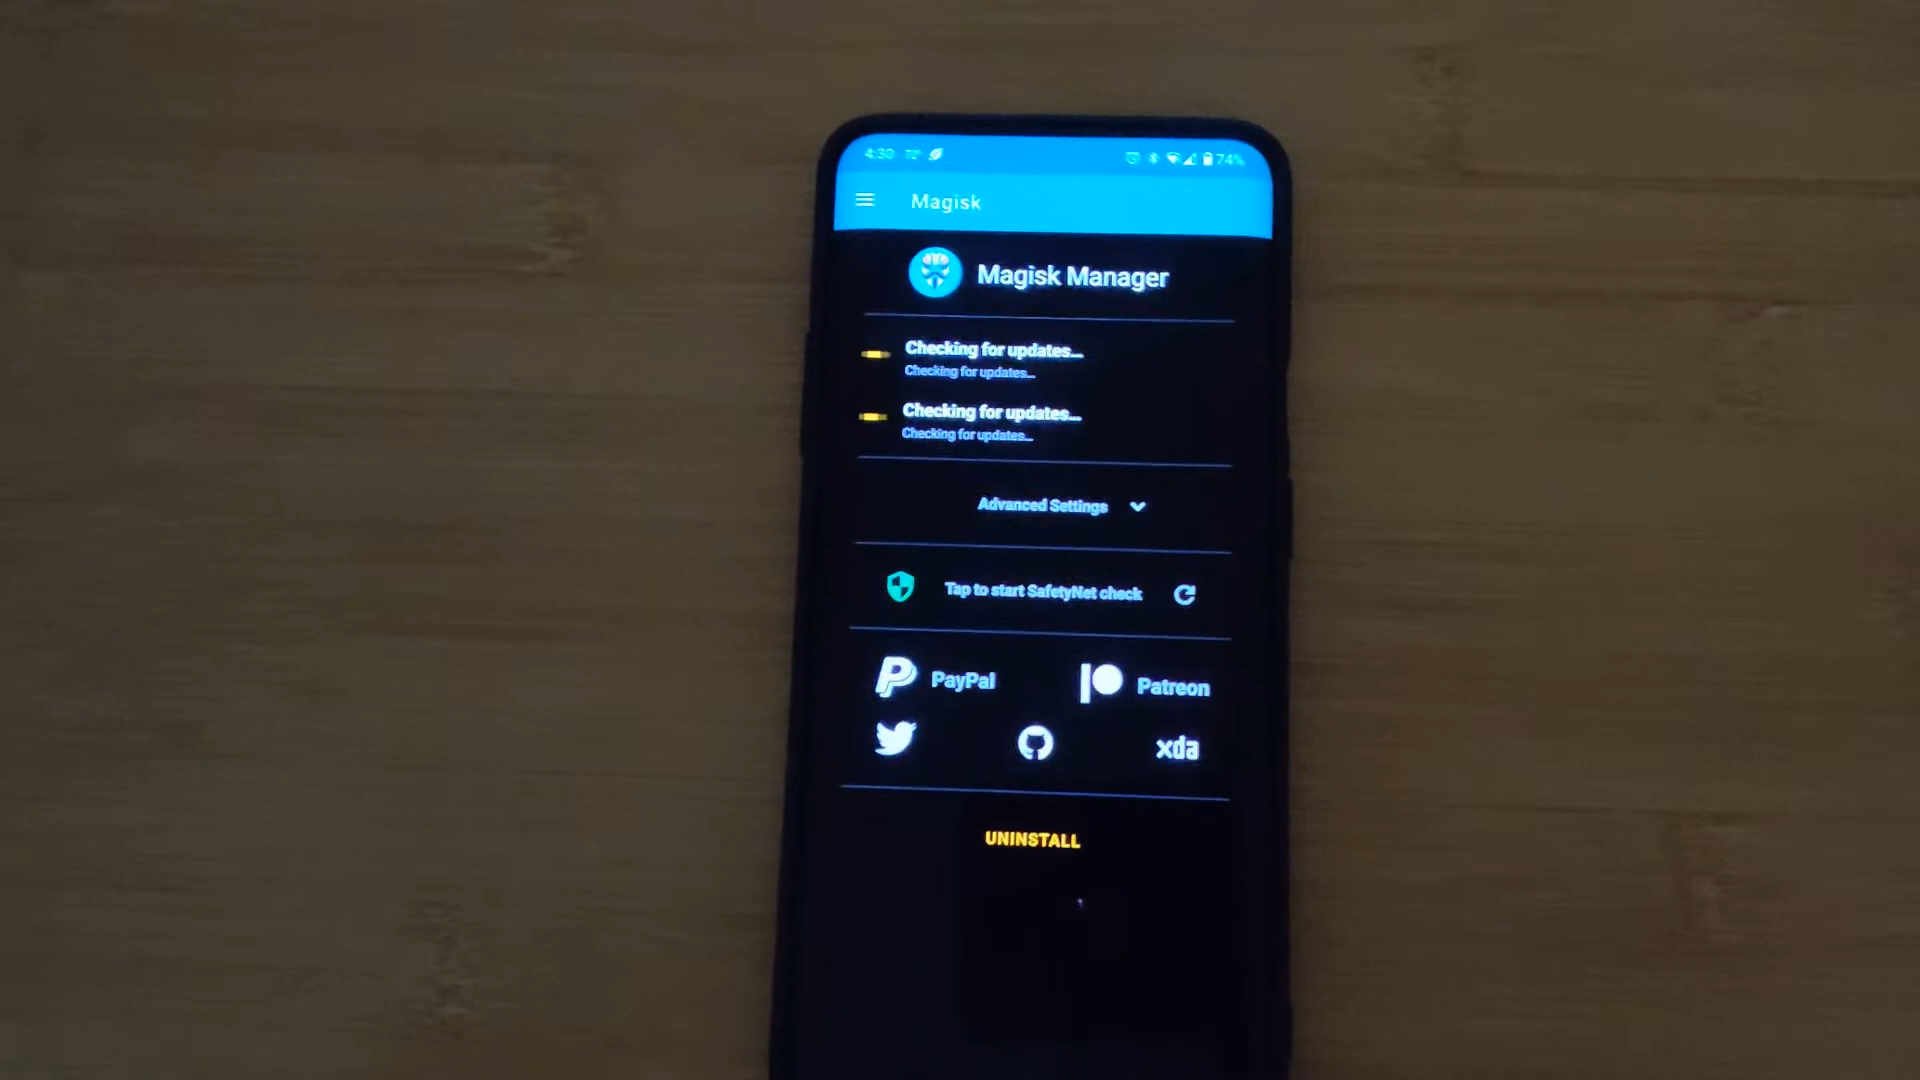 4:30 72° 74%
Magisk
Magisk Manager
Checking for updates...
Checking for updates...
Checking for updates...
Checking for updates...
Advanced Settings
Tap to start SafetyNet check
PayPal Patreon
xda
UNINSTALL